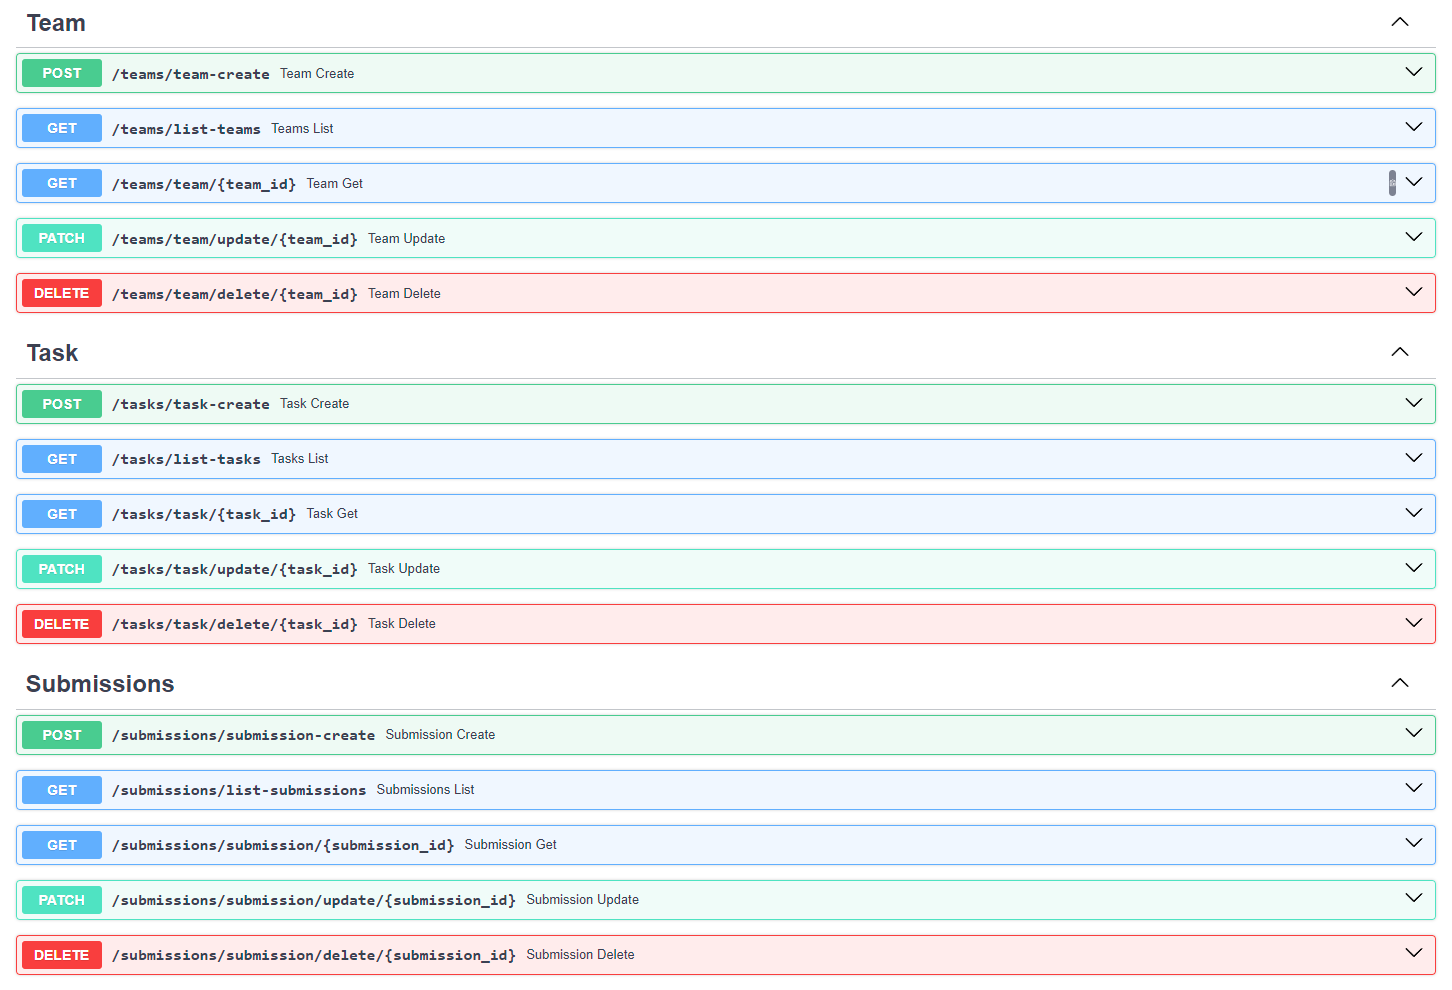 Team
POST /teams/team-create Team Create
GET /teams/list-teams Teams List
GET /teams/team/{team_id} Team Get
PATCH /teams/team/update/{team_id} Team Update
DELETE /teams/team/delete/{team_id} Team Delete
Task
POST /tasks/task-create Task Create
GET /tasks/list-tasks Tasks List
GET /tasks/task/{task_id} Task Get
PATCH /tasks/task/update/{task_id} Task Update
DELETE /tasks/task/delete/{task_id} Task Delete
Submissions
POST /submissions/submission-create Submission Create
GET /submissions/list-submissions Submissions List
GET /submissions/submission/{submission_id} Submission Get
PATCH /submissions/submission/update/{submission_id} Submission Update
DELETE /submissions/submission/delete/{submission_id} Submission Delete